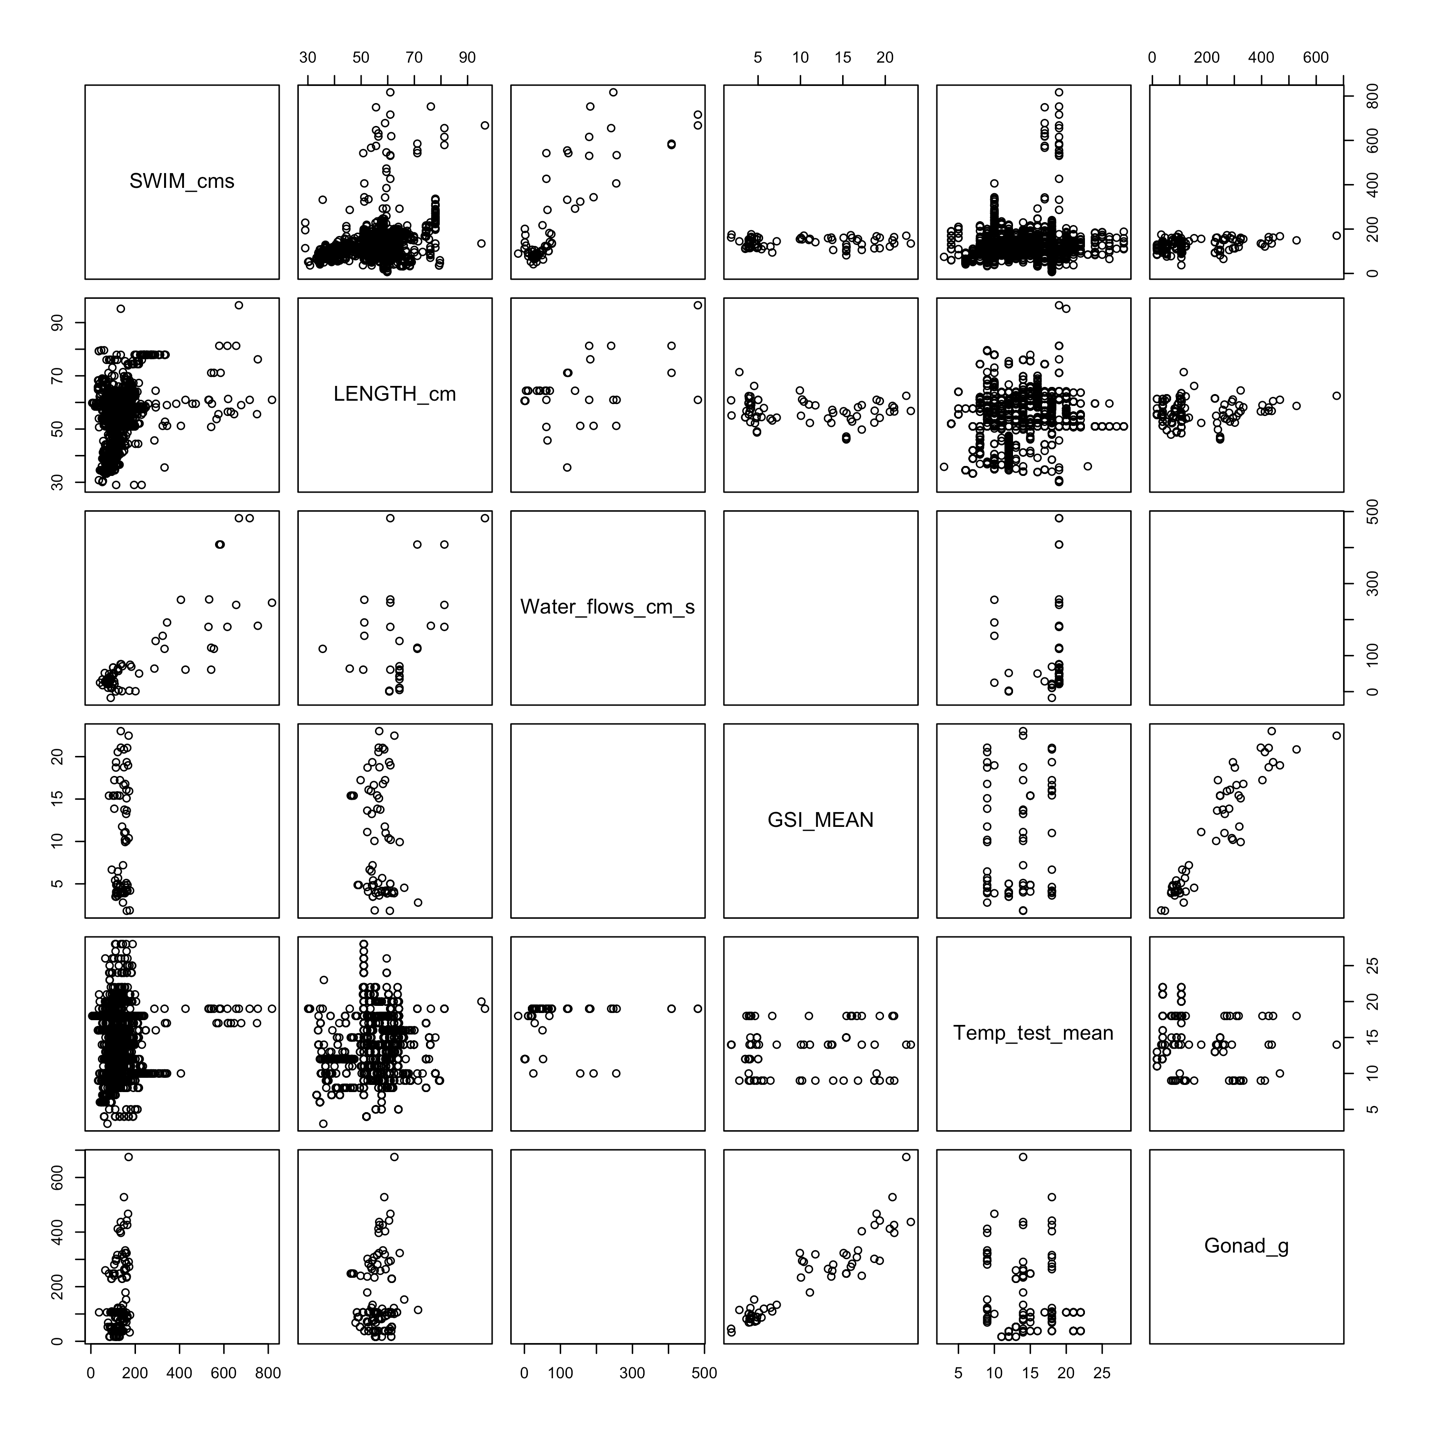 30 50 70 90 5 10 15 20 0 200 400 600
SWIM_cms 0 200 400 600 800
30 50 70 90 LENGTH_cm
Water_flows_cm_s 0 100 300 500
5 10 15 20 GSI_MEAN
Temp_test_mean 5 10 15 20 25
0 200 400 600 Gonad_g
0 200 400 600 800 0 100 300 500 5 10 15 20 25